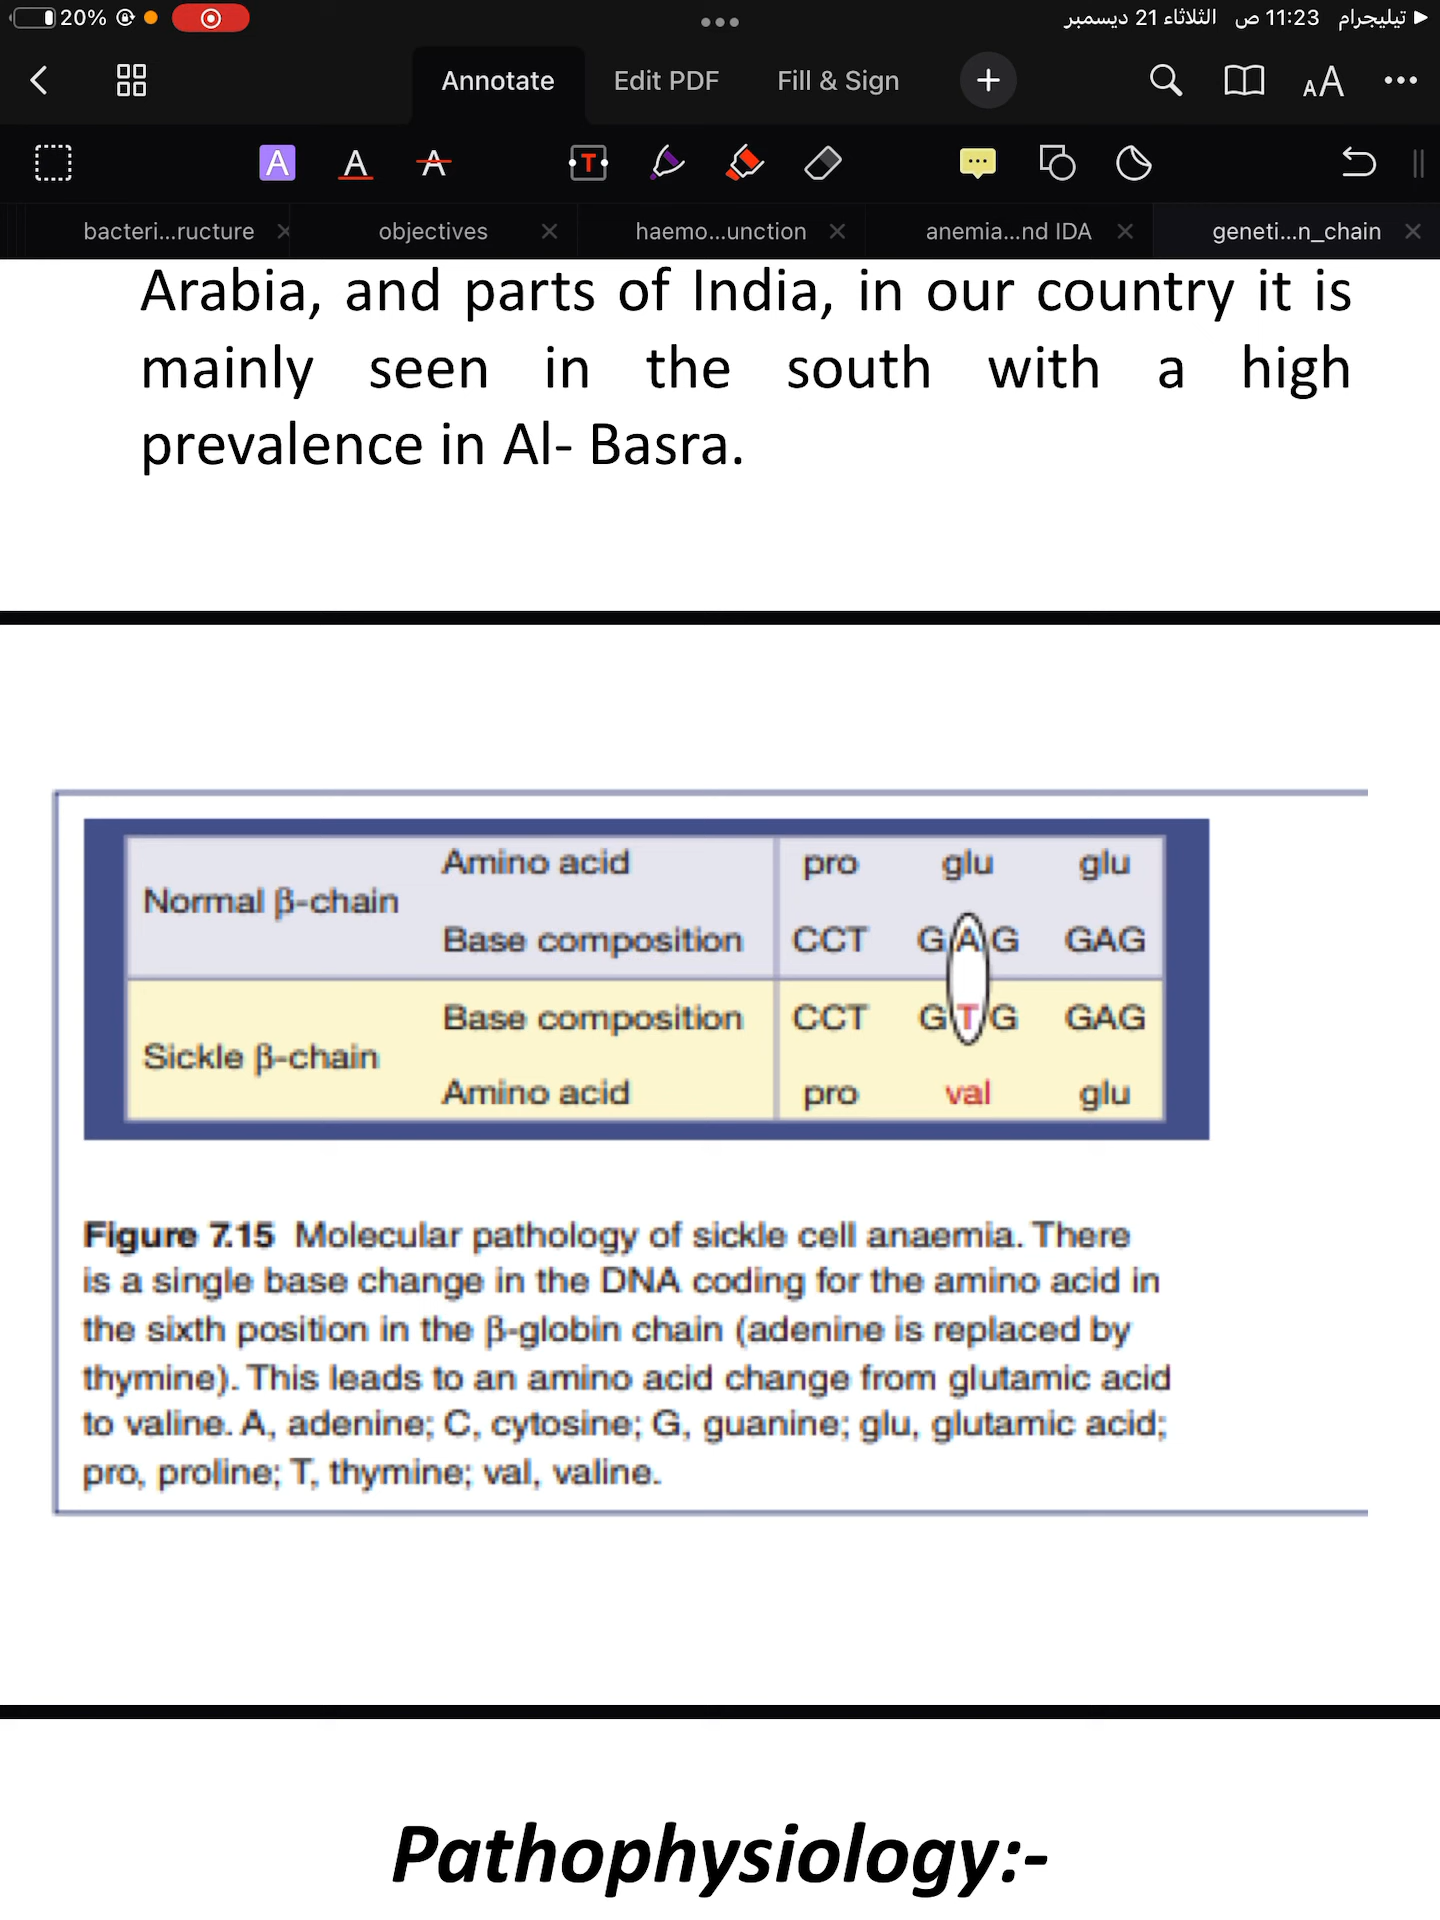 20%
11:23 ص الثلاثاء 21 ديسمبر
تيليجرام
Annotate Edit PDF Fill & Sign
bacteri...ructure objectives haemo...unction anemia...nd IDA geneti...n_chain
Arabia, and parts of India, in our country it is
mainly seen in the south with a high
prevalence in Al- Basra.
Amino acid pro glu glu
Normal β-chain
Base composition CCT GAG GAG
Base composition CCT GTG GAG
Sickle β-chain
Amino acid pro val glu
Figure 7.15 Molecular pathology of sickle cell anaemia. There
is a single base change in the DNA coding for the amino acid in
the sixth position in the β-globin chain (adenine is replaced by
thymine). This leads to an amino acid change from glutamic acid
to valine. A, adenine; C, cytosine; G, guanine; glu, glutamic acid;
pro, proline; T, thymine; val, valine.
Pathophysiology:-